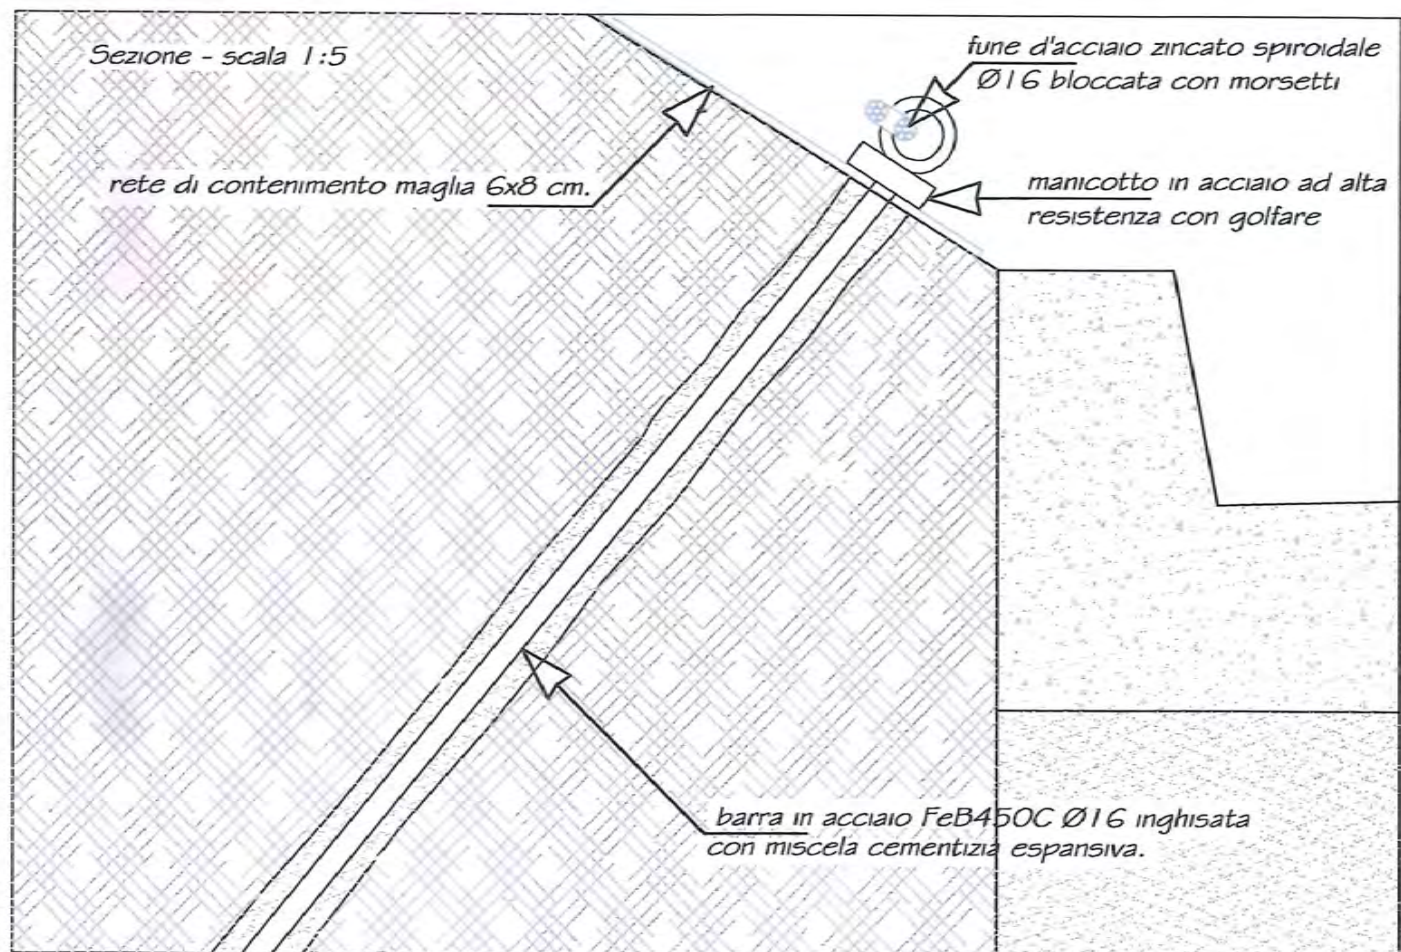 Sezione - scala 1:5
fune d'acciaio zincato spiroidale
Ø16 bloccata con morsetti
rete di contenimento maglia 6x8 cm.
manicotto in acciaio ad alta
resistenza con golfare
barra in acciaio FeB450C Ø16 inghisata
con miscela cementizia espansiva.